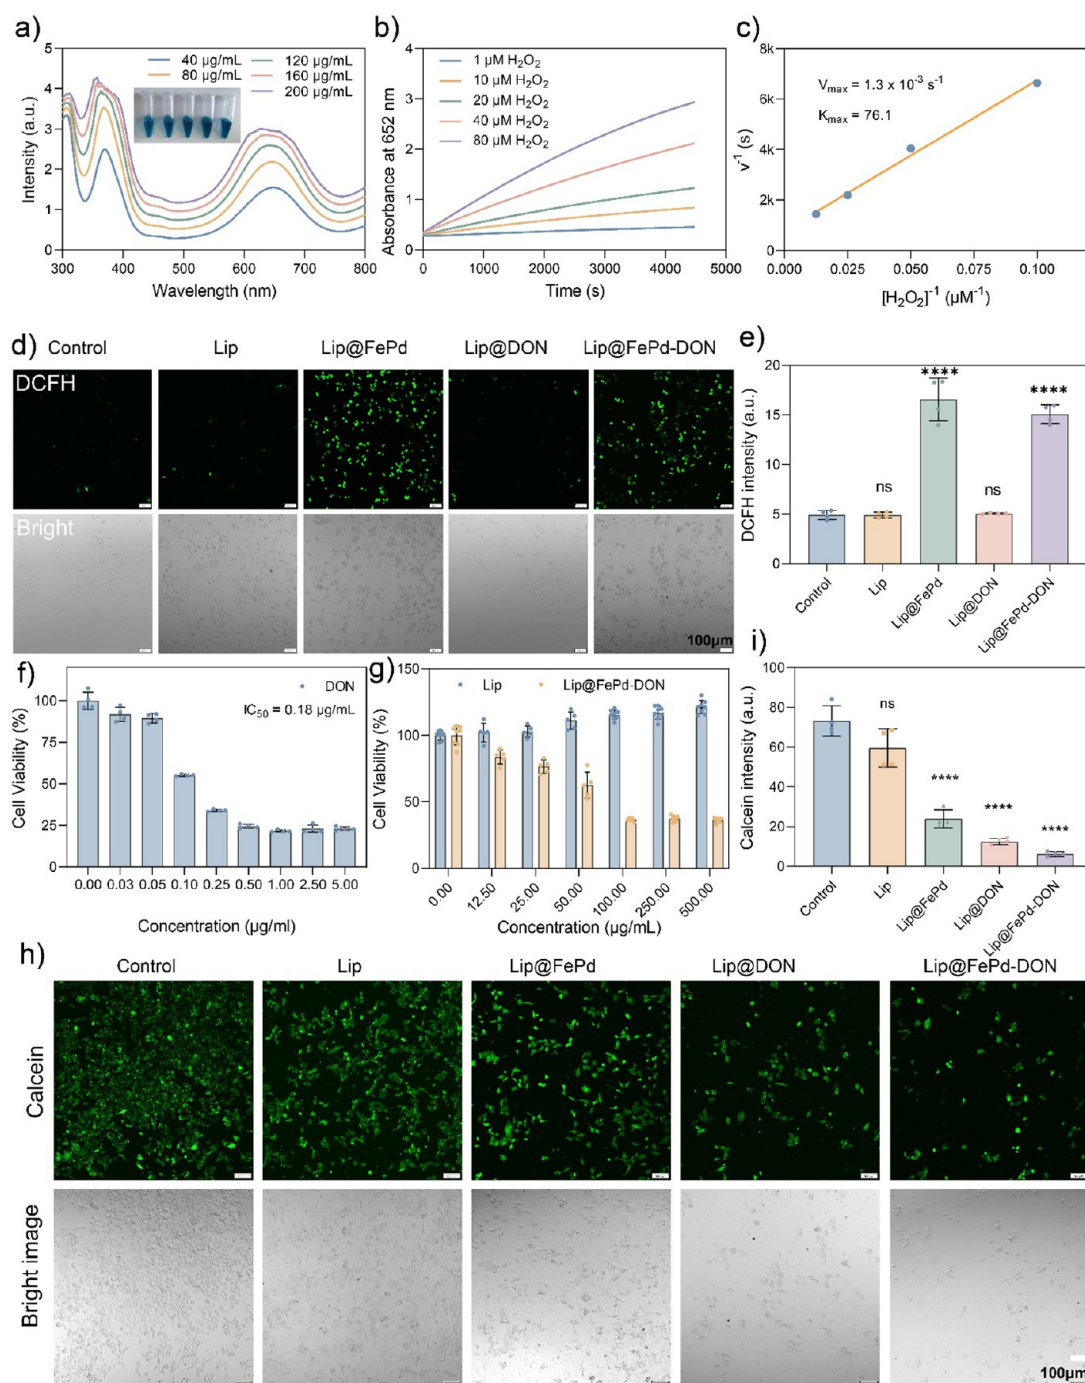 a)
5
4
3
2
1
0
300
400
500
600
700
800
Intensity (a.u.)
Wavelength (nm)
40 µg/mL
80 µg/mL
120 µg/mL
160 µg/mL
200 µg/mL
b)
4
3
2
1
0
0
1000
2000
3000
4000
5000
Absorbance at 652 nm
Time (s)
1 µM H₂O₂
10 µM H₂O₂
20 µM H₂O₂
40 µM H₂O₂
80 µM H₂O₂
c)
8k
6k
4k
2k
0
0.000
0.025
0.050
0.075
0.100
v⁻¹ (s)
[H₂O₂]⁻¹ (µM⁻¹)
Vmax = 1.3 x 10⁻³ s⁻¹
Kmax = 76.1
d)
Control
Lip
Lip@FePd
Lip@DON
Lip@FePd-DON
DCFH
Bright
100µm
e)
20
15
10
5
0
DCFH intensity (a.u.)
ns
****
ns
****
Control
Lip
Lip@FePd
Lip@DON
Lip@FePd-DON
f)
100
75
50
25
0
Cell Viability (%)
DON
IC₅₀ = 0.18 µg/mL
0.00
0.03
0.05
0.10
0.25
0.50
1.00
2.50
5.00
Concentration (µg/ml)
g)
150
100
50
0
Cell Viability (%)
Lip
Lip@FePd-DON
0.00
12.50
25.00
50.00
100.00
250.00
500.00
Concentration (µg/mL)
i)
100
80
60
40
20
0
Calcein intensity (a.u.)
ns
****
****
****
Control
Lip
Lip@FePd
Lip@DON
Lip@FePd-DON
h)
Control
Lip
Lip@FePd
Lip@DON
Lip@FePd-DON
Calcein
Bright image
100µm